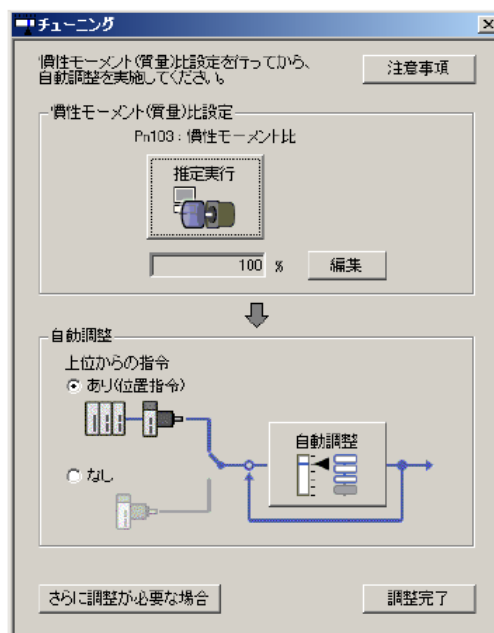 チューニング
慣性モーメント(質量)比設定を行ってから、
自動調整を実施してください。
注意事項
慣性モーメント(質量)比設定
Pn103 : 慣性モーメント比
推定実行
100 %
編集
自動調整
上位からの指令
あり(位置指令)
自動調整
なし
さらに調整が必要な場合
調整完了